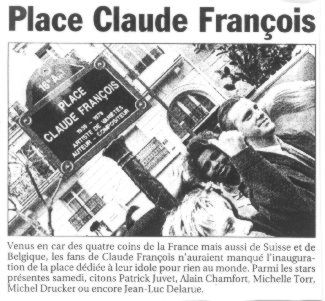 Place Claude François
16e Arrt
PLACE
CLAUDE FRANÇOIS
1939 - 1978
ARTISTE DE VARIÉTÉS
AUTEUR - COMPOSITEUR
Venus en car des quatre coins de la France mais aussi de Suisse et de
Belgique, les fans de Claude François n'auraient manqué l'inaugura-
tion de la place dédiée à leur idole pour rien au monde. Parmi les stars
présentes samedi, citons Patrick Juvet, Alain Chamfort, Michelle Torr,
Michel Drucker ou encore Jean-Luc Delarue.